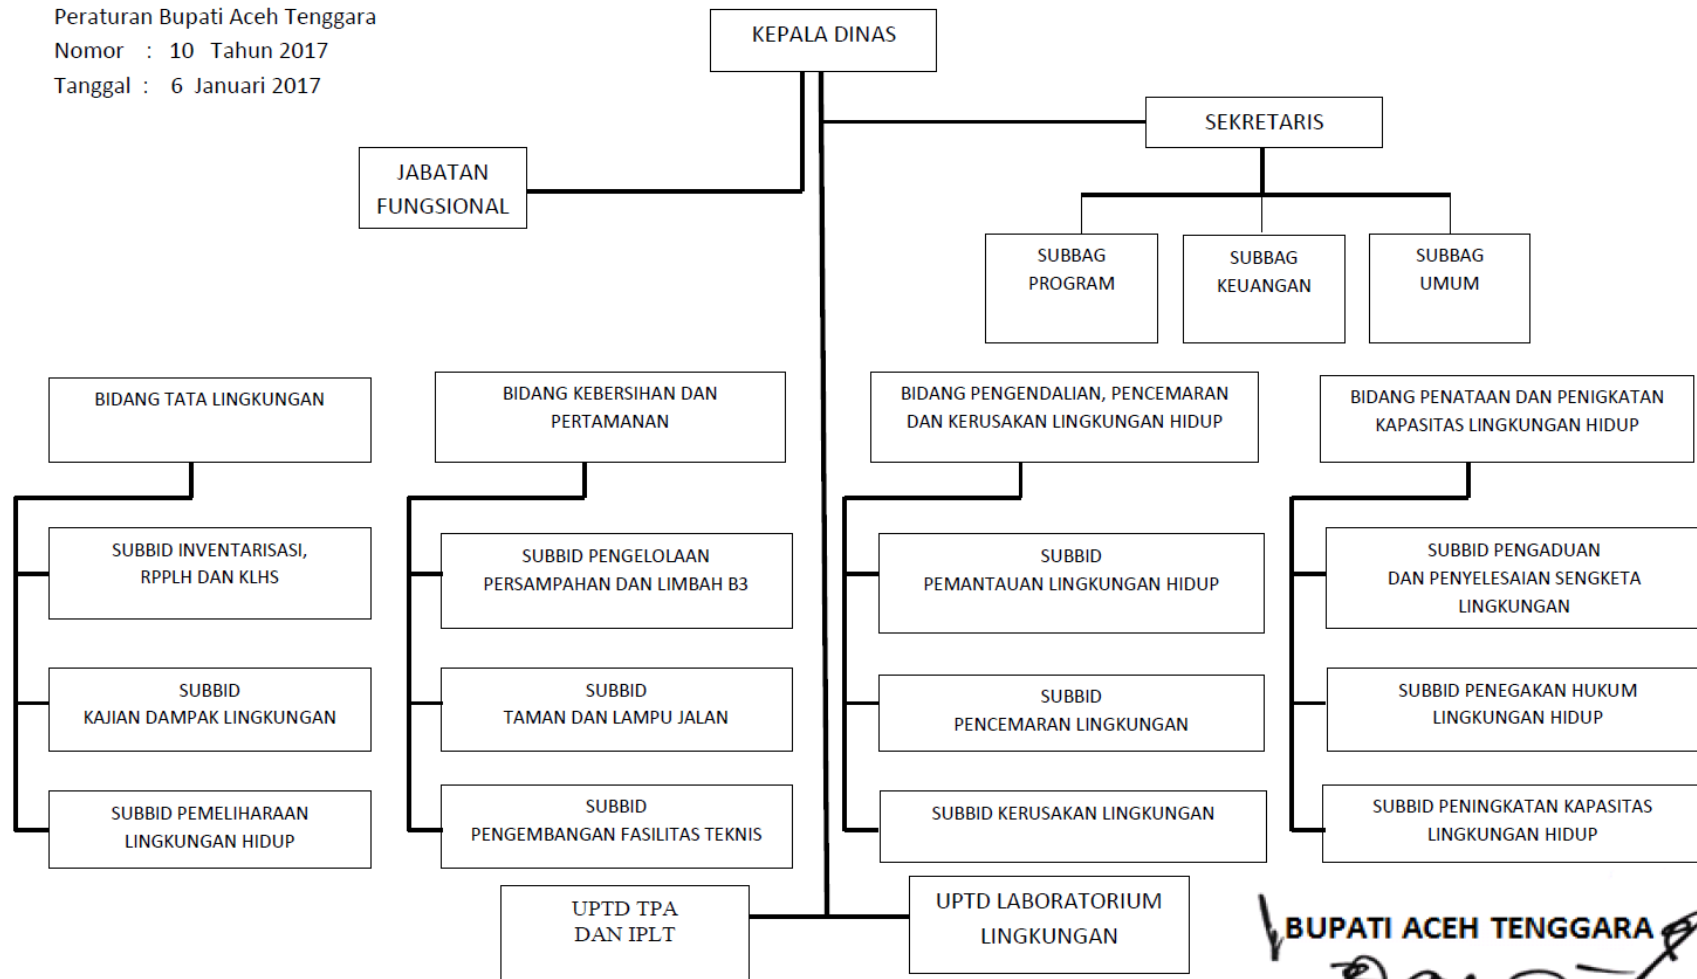 Peraturan Bupati Aceh Tenggara
Nomor : 10 Tahun 2017
Tanggal : 6 Januari 2017
KEPALA DINAS
SEKRETARIS
JABATAN
FUNGSIONAL
SUBBAG
PROGRAM
SUBBAG
KEUANGAN
SUBBAG
UMUM
BIDANG TATA LINGKUNGAN
BIDANG KEBERSIHAN DAN
PERTAMANAN
BIDANG PENGENDALIAN, PENCEMARAN
DAN KERUSAKAN LINGKUNGAN HIDUP
BIDANG PENATAAN DAN PENIGKATAN
KAPASITAS LINGKUNGAN HIDUP
SUBBID INVENTARISASI,
RPPLH DAN KLHS
SUBBID PENGELOLAAN
PERSAMPAHAN DAN LIMBAH B3
SUBBID
PEMANTAUAN LINGKUNGAN HIDUP
SUBBID PENGADUAN
DAN PENYELESAIAN SENGKETA
LINGKUNGAN
SUBBID
KAJIAN DAMPAK LINGKUNGAN
SUBBID
TAMAN DAN LAMPU JALAN
SUBBID
PENCEMARAN LINGKUNGAN
SUBBID PENEGAKAN HUKUM
LINGKUNGAN HIDUP
SUBBID PEMELIHARAAN
LINGKUNGAN HIDUP
SUBBID
PENGEMBANGAN FASILITAS TEKNIS
SUBBID KERUSAKAN LINGKUNGAN
SUBBID PENINGKATAN KAPASITAS
LINGKUNGAN HIDUP
UPTD TPA
DAN IPLT
UPTD LABORATORIUM
LINGKUNGAN
BUPATI ACEH TENGGARA